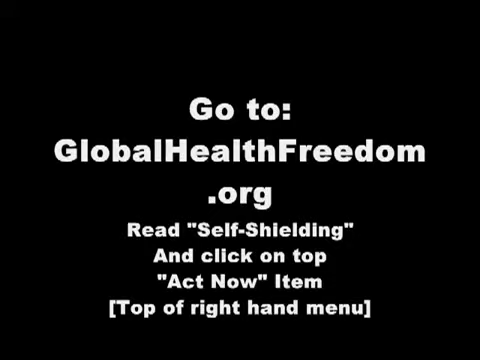 Go to:
GlobalHealthFreedom
.org
Read "Self-Shielding"
And click on top
"Act Now" Item
[Top of right hand menu]